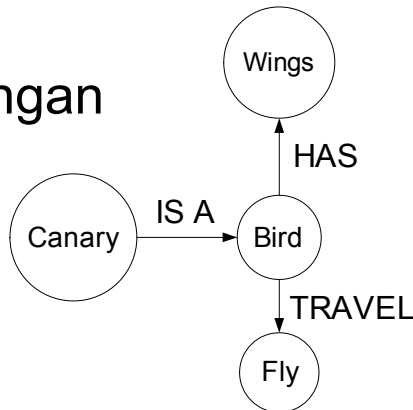 Wings
ngan
HAS
IS A
Canary
Bird
TRAVEL
Fly